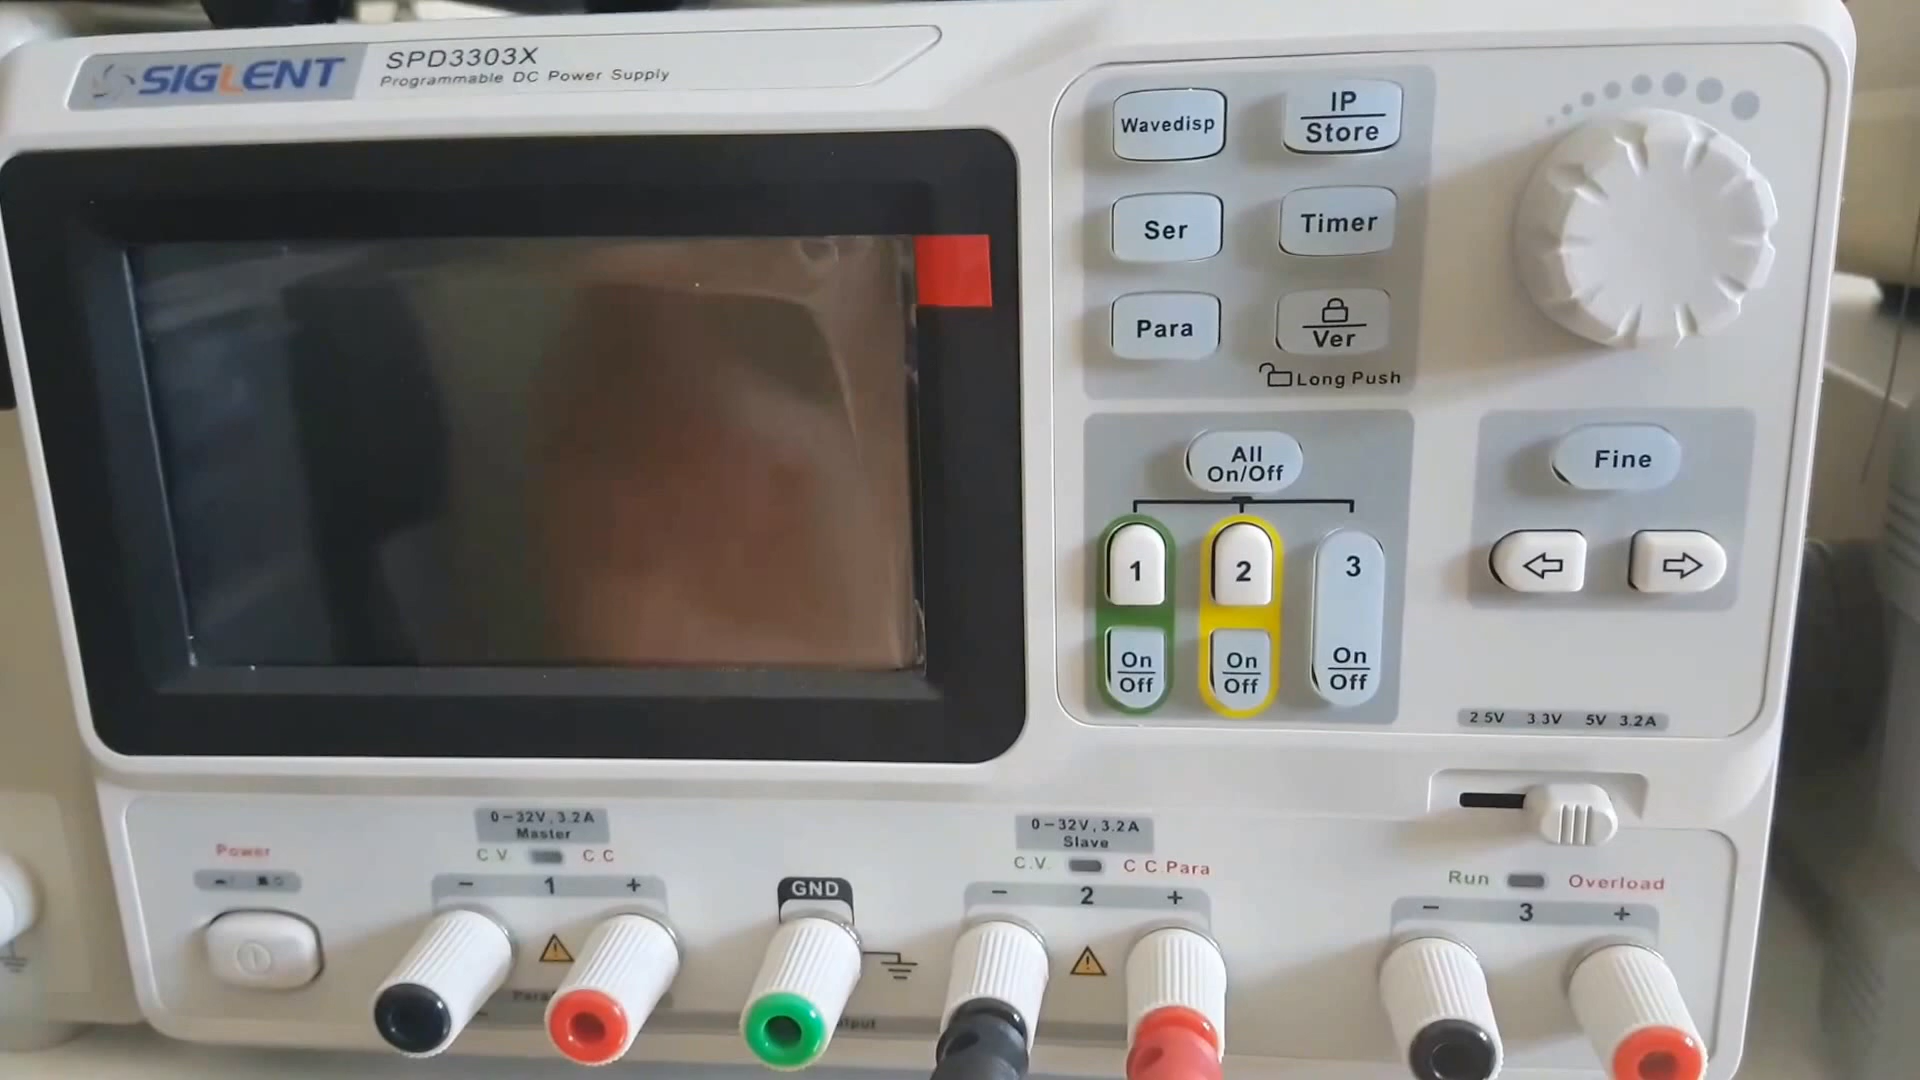 SIGLENT SPD3303X
Programmable DC Power Supply
Wavedisp
IP
Store
Ser
Timer
Para
Ver
Long Push
All
On/Off
1
2
3
On
Off
On
Off
On
Off
Fine
2.5V 3.3V 5V 3.2A
Power
0-32V, 3.2A
Master
C.V. C.C
- 1 +
GND
0-32V, 3.2A
Slave
C.V. C.C.Para
- 2 +
Run Overload
- 3 +